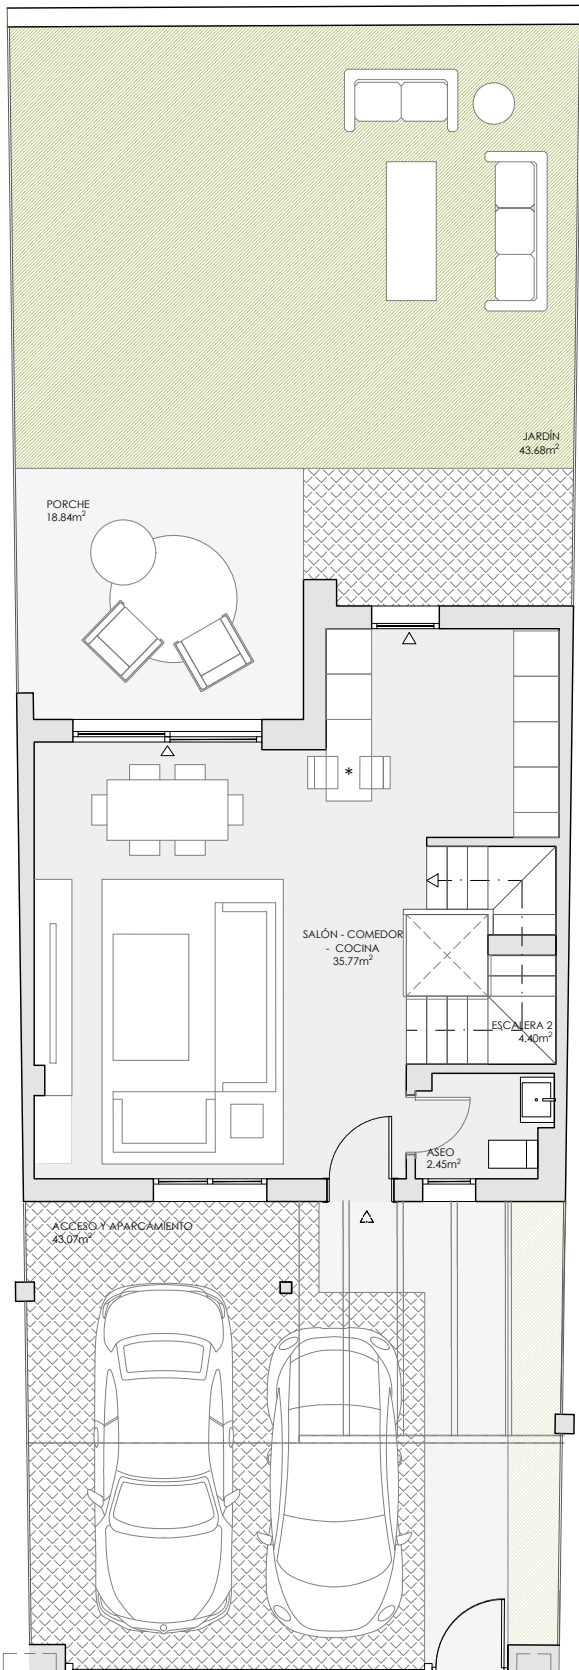 JARDÍN
43.68m²
PORCHE
18.84m²
*
SALÓN - COMEDOR
- COCINA
35.77m²
ESCALERA 2
4.40m²
ASEO
2.45m²
ACCESO Y APARCAMIENTO
43.07m²